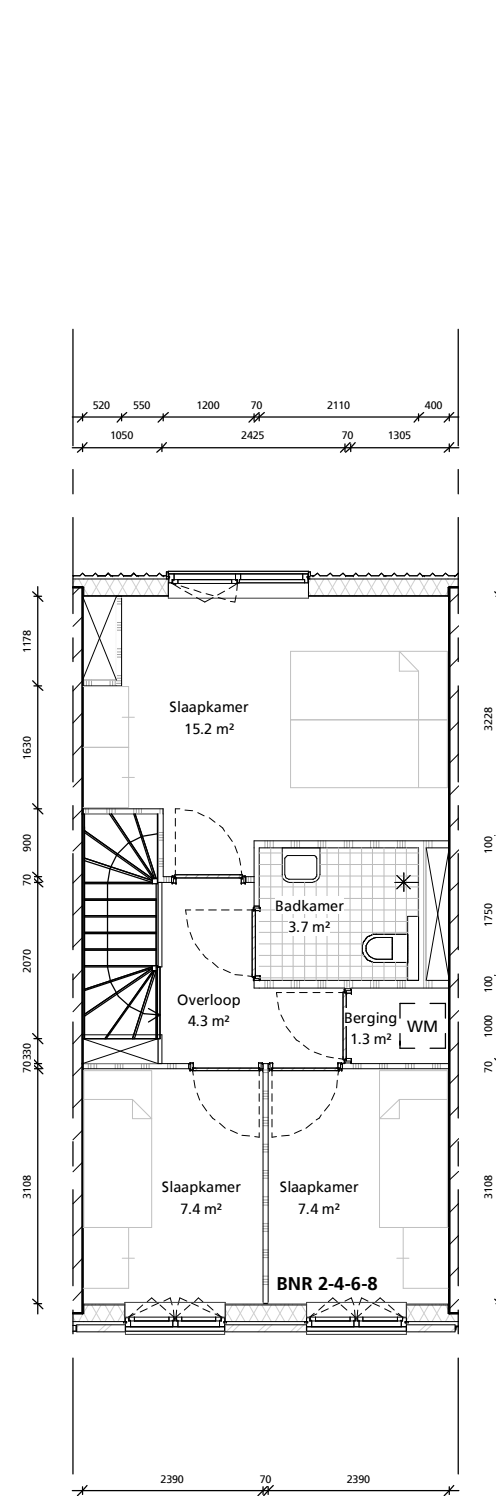 520 550 1200 70 2110 400
1050 2425 70 1305
1178
1630
900
70
2070
330
70
3108
3228
100
1750
100
1000
70
3108
Slaapkamer
15.2 m²
Badkamer
3.7 m²
Overloop
4.3 m²
Berging
1.3 m²
WM
Slaapkamer
7.4 m²
Slaapkamer
7.4 m²
BNR 2-4-6-8
2390 70 2390